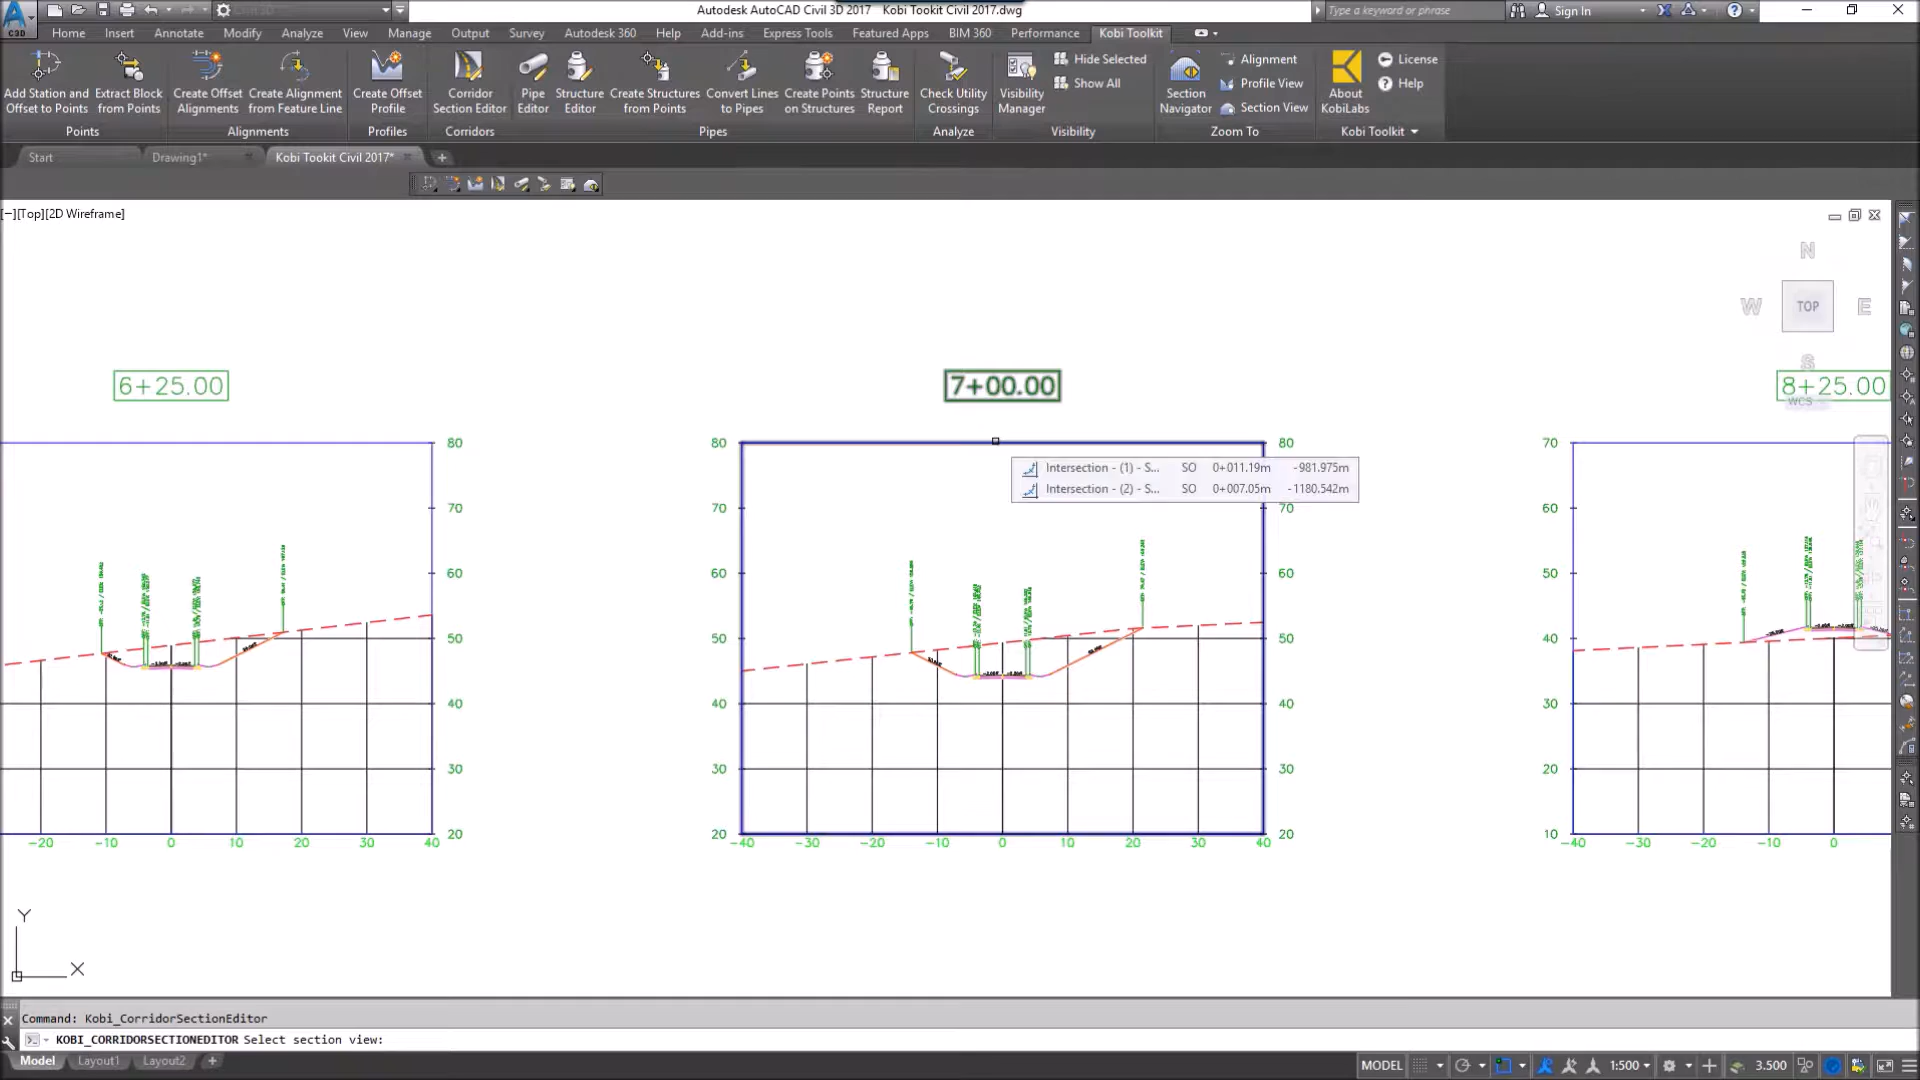 Autodesk AutoCAD Civil 3D 2017 Kobi Tookit Civil 2017.dwg
Type a keyword or phrase
Sign In
C3D
Home Insert Annotate Modify Analyze View Manage Output Survey Autodesk 360 Help Add-ins Express Tools Featured Apps BIM 360 Performance Kobi Toolkit
Add Station and Offset to Points
Extract Block from Points
Create Offset Alignments
Create Alignment from Feature Line
Create Offset Profile
Corridor Section Editor
Pipe Editor
Structure Editor
Create Structures from Points
Convert Lines to Pipes
Create Points on Structures
Structure Report
Check Utility Crossings
Visibility Manager
Hide Selected
Show All
Section Navigator
Alignment
Profile View
Section View
About KobiLabs
License
Help
Points Alignments Profiles Corridors Pipes Analyze Visibility Zoom To Kobi Toolkit
Start Drawing1* Kobi Tookit Civil 2017*
[−][Top][2D Wireframe]
N
W TOP E
S
WCS
6+25.00 7+00.00 8+25.00
80 80 80 70
Intersection - (1) - S... SO 0+011.19m -981.975m
Intersection - (2) - S... SO 0+007.05m -1180.542m
70 70 70 60
60 60 60 50
50 50 50 40
40 40 40 30
30 30 30 20
20 20 20 10
-20 -10 0 10 20 30 40
-40 -30 -20 -10 0 10 20 30 40
-40 -30 -20 -10 0
Y
X
Command: Kobi_CorridorSectionEditor
KOBI_CORRIDORSECTIONEDITOR Select section view:
Model Layout1 Layout2
MODEL 1:500 3.500